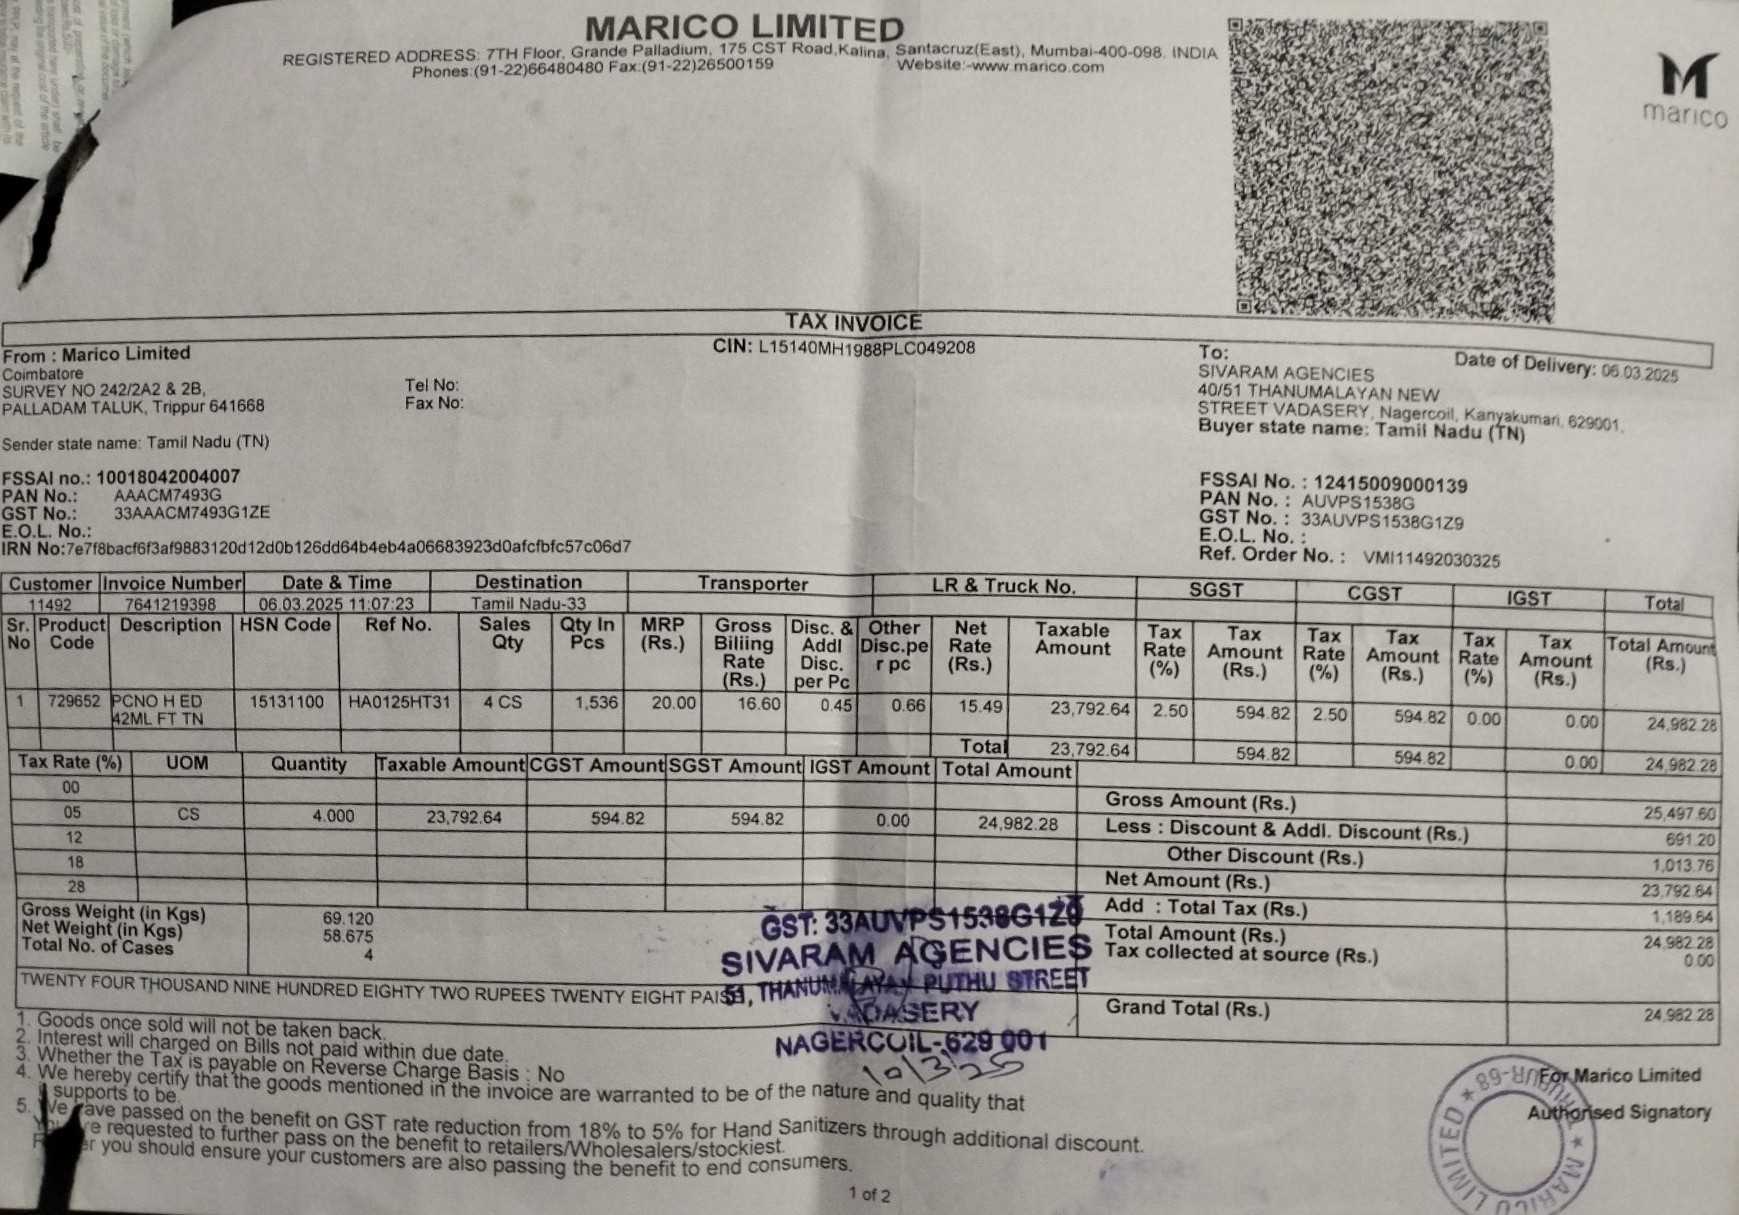 MARICO LIMITED
REGISTERED ADDRESS: 7TH Floor, Grande Palladium, 175 CST Road,Kalina, Santacruz(East), Mumbai-400-098. INDIA
Phones:(91-22)66480480 Fax:(91-22)26500159 Website:-www.marico.com
marico
TAX INVOICE
CIN: L15140MH1988PLC049208
From : Marico Limited
Coimbatore
SURVEY NO 242/2A2 & 2B,
PALLADAM TALUK, Trippur 641668
Tel No:
Fax No:
Sender state name: Tamil Nadu (TN)
FSSAI no.: 10018042004007
PAN No.: AAACM7493G
GST No.: 33AAACM7493G1ZE
E.O.L. No.:
IRN No:7e7f8bacf6f3af9883120d12d0b126dd64b4eb4a06683923d0afcfbfc57c06d7
To: Date of Delivery: 06.03.2025
SIVARAM AGENCIES
40/51 THANUMALAYAN NEW
STREET VADASERY, Nagercoil, Kanyakumari, 629001,
Buyer state name: Tamil Nadu (TN)
FSSAI No. : 12415009000139
PAN No. : AUVPS1538G
GST No. : 33AUVPS1538G1Z9
E.O.L. No. :
Ref. Order No. : VMI11492030325
Customer Invoice Number Date & Time Destination Transporter LR & Truck No. SGST CGST IGST Total
11492 7641219398 06.03.2025 11:07:23 Tamil Nadu-33
Sr. No Product Code Description HSN Code Ref No. Sales Qty Qty In Pcs MRP (Rs.) Gross Billing Rate (Rs.) Disc. & Addl Disc. per Pc Other Disc.pe r pc Net Rate (Rs.) Taxable Amount Tax Rate (%) Tax Amount (Rs.) Tax Rate (%) Tax Amount (Rs.) Tax Rate (%) Tax Amount (Rs.) Total Amount (Rs.)
1 729652 PCNO H ED 42ML FT TN 15131100 HA0125HT31 4 CS 1,536 20.00 16.60 0.45 0.66 15.49 23,792.64 2.50 594.82 2.50 594.82 0.00 0.00 24,982.28
Total 23,792.64 594.82 594.82 0.00 24,982.28
Tax Rate (%) UOM Quantity Taxable Amount CGST Amount SGST Amount IGST Amount Total Amount
00
05 CS 4.000 23,792.64 594.82 594.82 0.00 24,982.28
12
18
28
Gross Amount (Rs.) 25,497.60
Less : Discount & Addl. Discount (Rs.) 691.20
Other Discount (Rs.) 1,013.76
Net Amount (Rs.) 23,792.64
Add : Total Tax (Rs.) 1,189.64
Total Amount (Rs.) 24,982.28
Tax collected at source (Rs.) 0.00
Grand Total (Rs.) 24,982.28
Gross Weight (in Kgs) 69.120
Net Weight (in Kgs) 58.675
Total No. of Cases 4
TWENTY FOUR THOUSAND NINE HUNDRED EIGHTY TWO RUPEES TWENTY EIGHT
GST: 33AUVPS1538G1Z9
SIVARAM AGENCIES
51, THANUMALAYAN PUTHU STREET
VADASERY
NAGERCOIL-629 001
10/3/25
1. Goods once sold will not be taken back.
2. Interest will charged on Bills not paid within due date.
3. Whether the Tax is payable on Reverse Charge Basis : No
4. We hereby certify that the goods mentioned in the invoice are warranted to be of the nature and quality that
supports to be.
5. We have passed on the benefit on GST rate reduction from 18% to 5% for Hand Sanitizers through additional discount.
requested to further pass on the benefit to retailers/Wholesalers/stockiest.
you should ensure your customers are also passing the benefit to end consumers.
For Marico Limited
Authorised Signatory
MARICO LIMITED
1 of 2